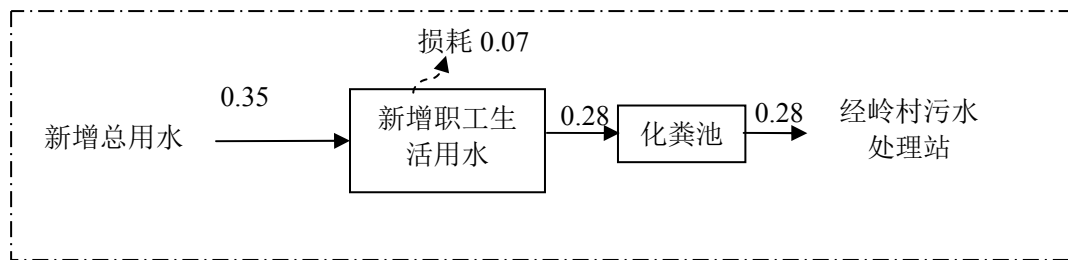 损耗 0.07
0.35
新增总用水
新增职工生
活用水
0.28
化粪池
0.28
经岭村污水
处理站